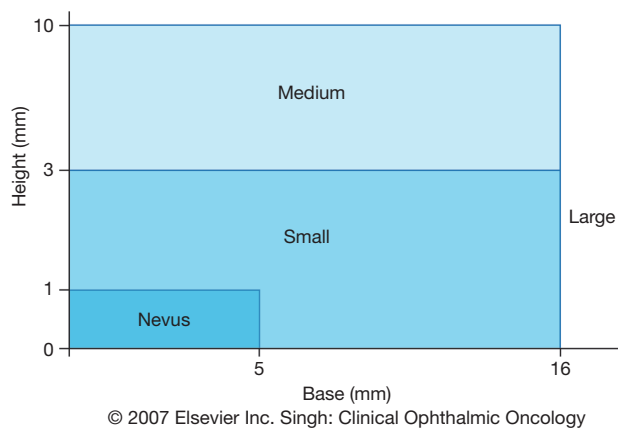 10
Medium
Height (mm)
3
Large
Small
1
Nevus
0
5
16
Base (mm)
© 2007 Elsevier Inc. Singh: Clinical Ophthalmic Oncology